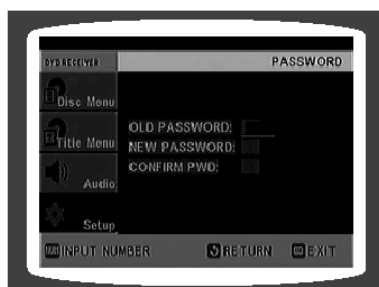 DVD RECEIVER PASSWORD
Disc Menu
Title Menu
Audio
Setup
OLD PASSWORD:
NEW PASSWORD:
CONFIRM PWD:
INPUT NUMBER RETURN EXIT